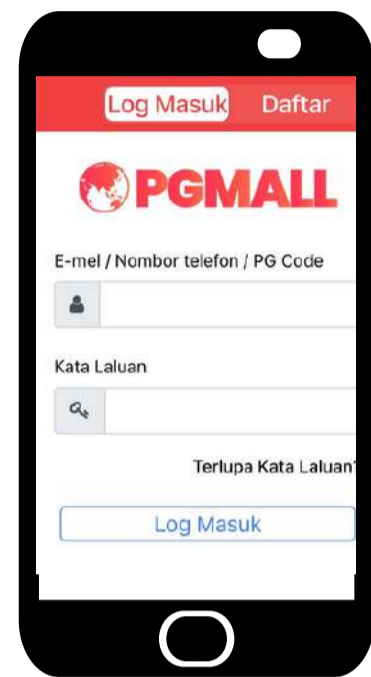 Log Masuk Daftar
PGMALL
E-mel / Nombor telefon / PG Code
Kata Laluan
Terlupa Kata Laluan?
Log Masuk